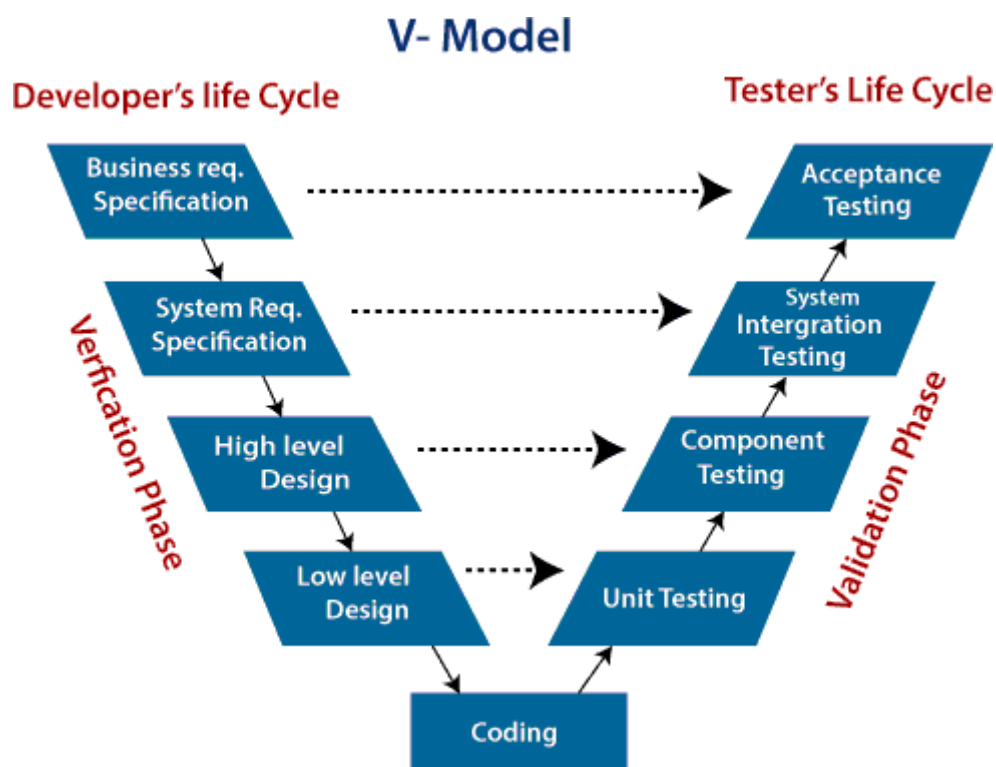 V- Model
Developer's life Cycle
Tester's Life Cycle
Business req.
Specification
Acceptance
Testing
System Req.
Specification
System
Intergration
Testing
Verfication Phase
High level
Design
Component
Testing
Validation Phase
Low level
Design
Unit Testing
Coding